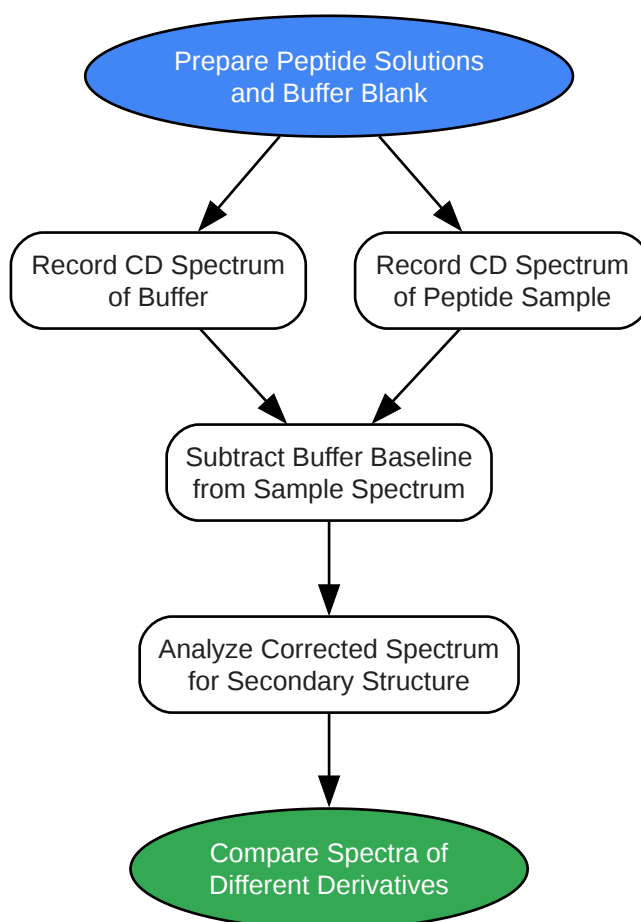 Prepare Peptide Solutions
and Buffer Blank
Record CD Spectrum
of Buffer
Record CD Spectrum
of Peptide Sample
Subtract Buffer Baseline
from Sample Spectrum
Analyze Corrected Spectrum
for Secondary Structure
Compare Spectra of
Different Derivatives